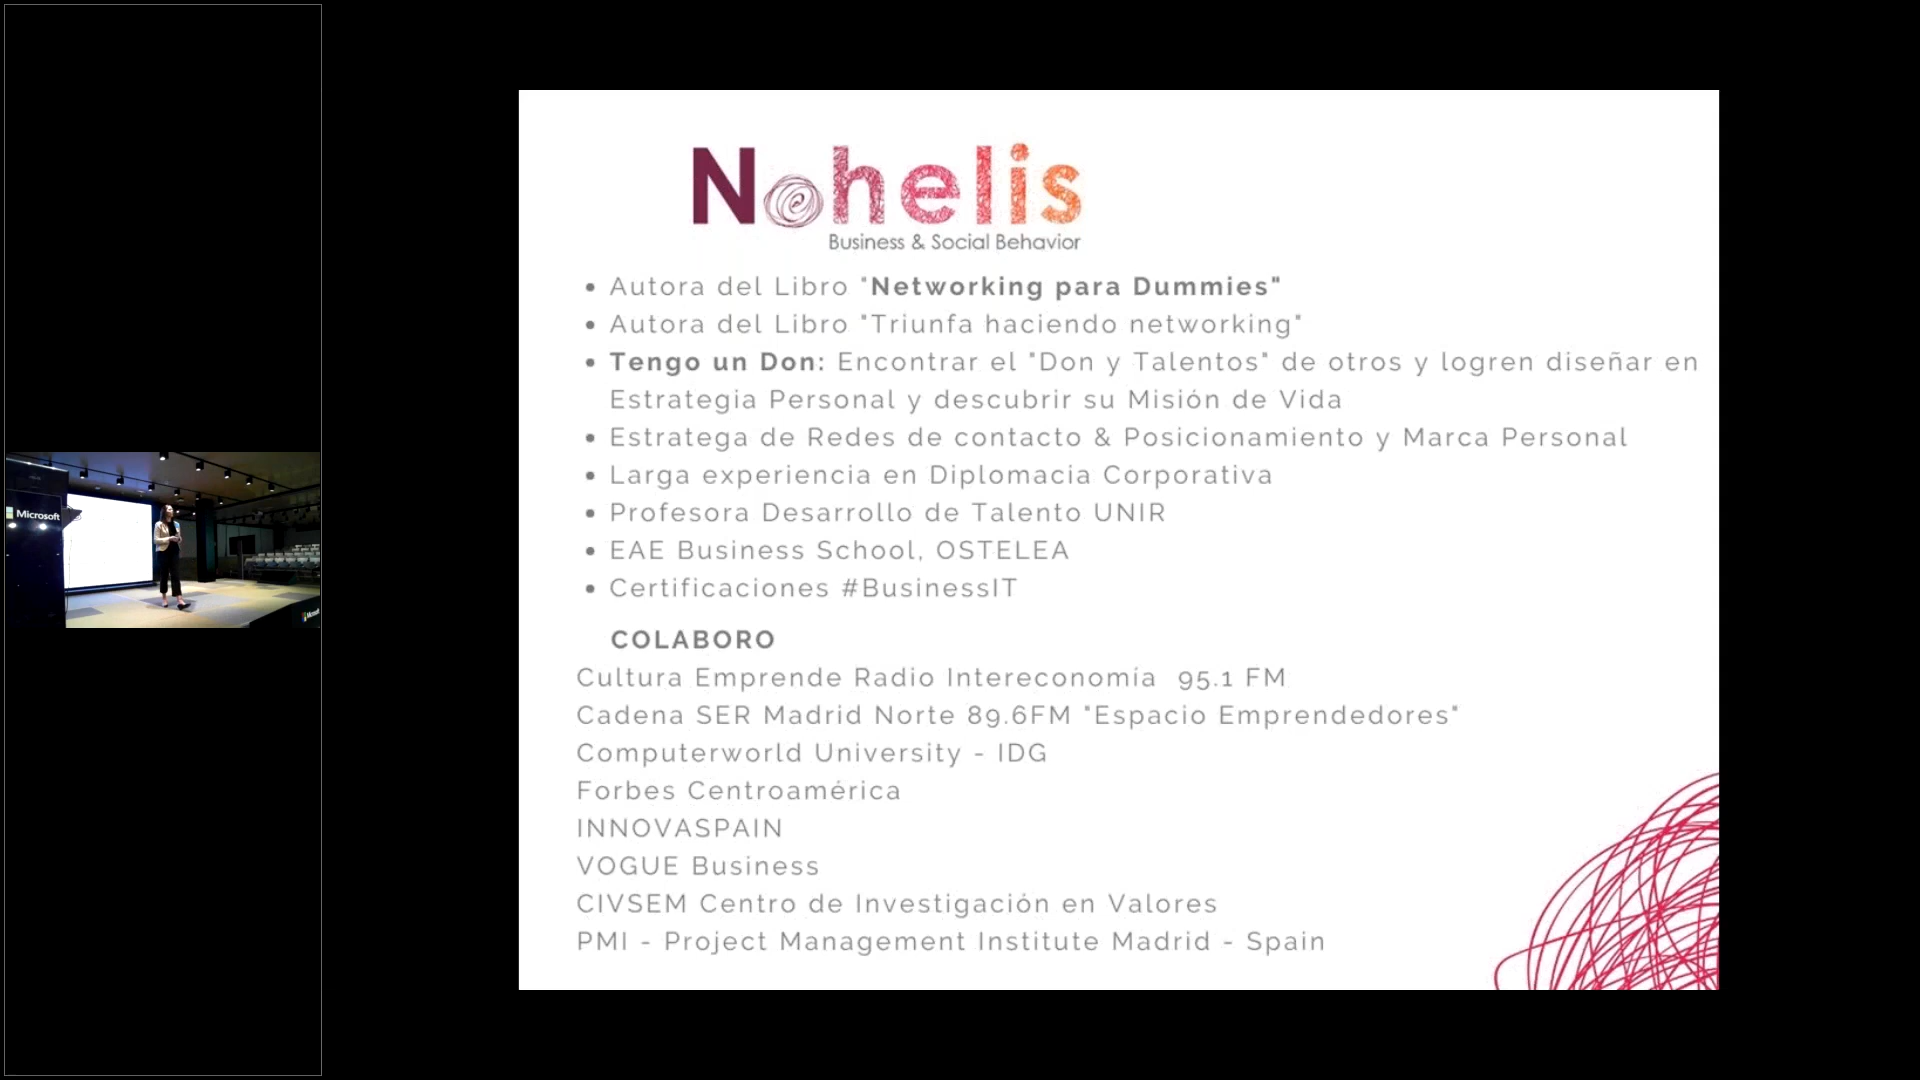 Microsoft
Nohelis
Business & Social Behavior
• Autora del Libro "Networking para Dummies"
• Autora del Libro "Triunfa haciendo networking"
• Tengo un Don: Encontrar el "Don y Talentos" de otros y logren diseñar en
Estrategia Personal y descubrir su Misión de Vida
• Estratega de Redes de contacto & Posicionamiento y Marca Personal
• Larga experiencia en Diplomacia Corporativa
• Profesora Desarrollo de Talento UNIR
• EAE Business School, OSTELEA
• Certificaciones #BusinessIT
COLABORO
Cultura Emprende Radio Intereconomía 95.1 FM
Cadena SER Madrid Norte 89.6FM "Espacio Emprendedores"
Computerworld University - IDG
Forbes Centroamérica
INNOVASPAIN
VOGUE Business
CIVSEM Centro de Investigación en Valores
PMI - Project Management Institute Madrid - Spain